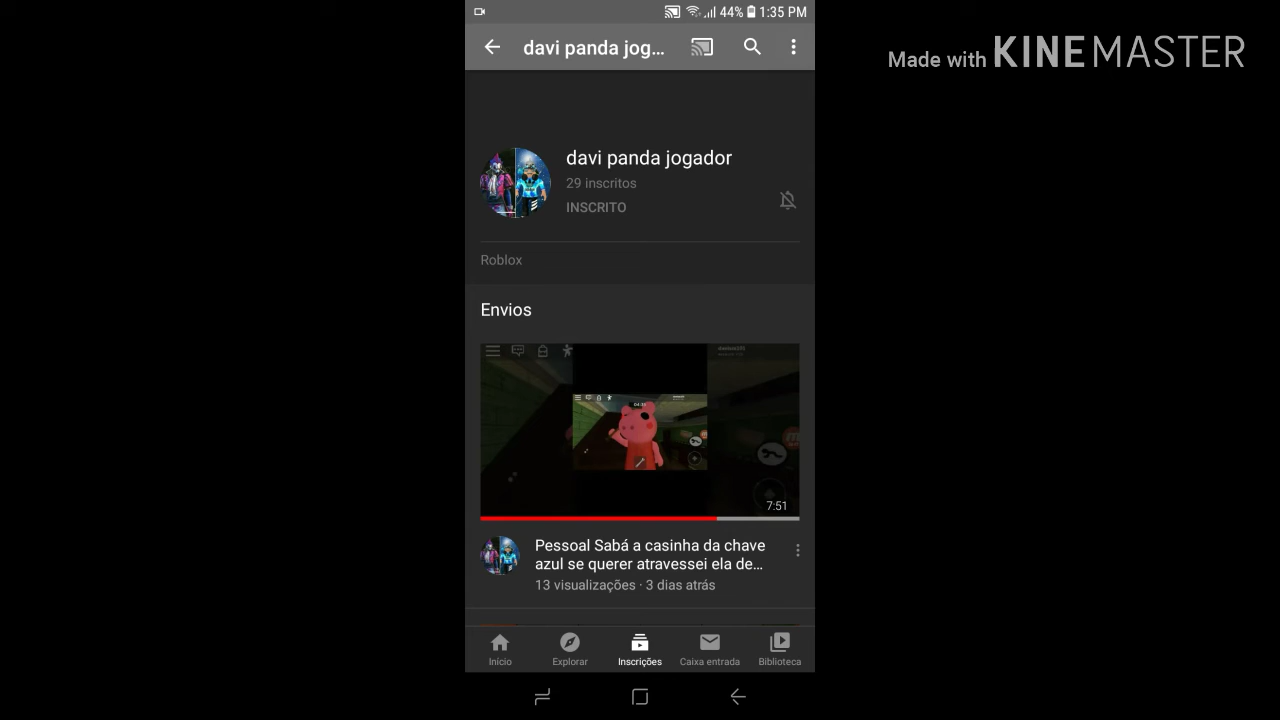 44% 1:35 PM
davi panda jog...
Made with KINEMASTER
davi panda jogador
29 inscritos
INSCRITO
Roblox
Envios
7:51
Pessoal Sabá a casinha da chave
azul se querer atravessei ela de...
13 visualizações · 3 dias atrás
Início
Explorar
Inscrições
Caixa entrada
Biblioteca